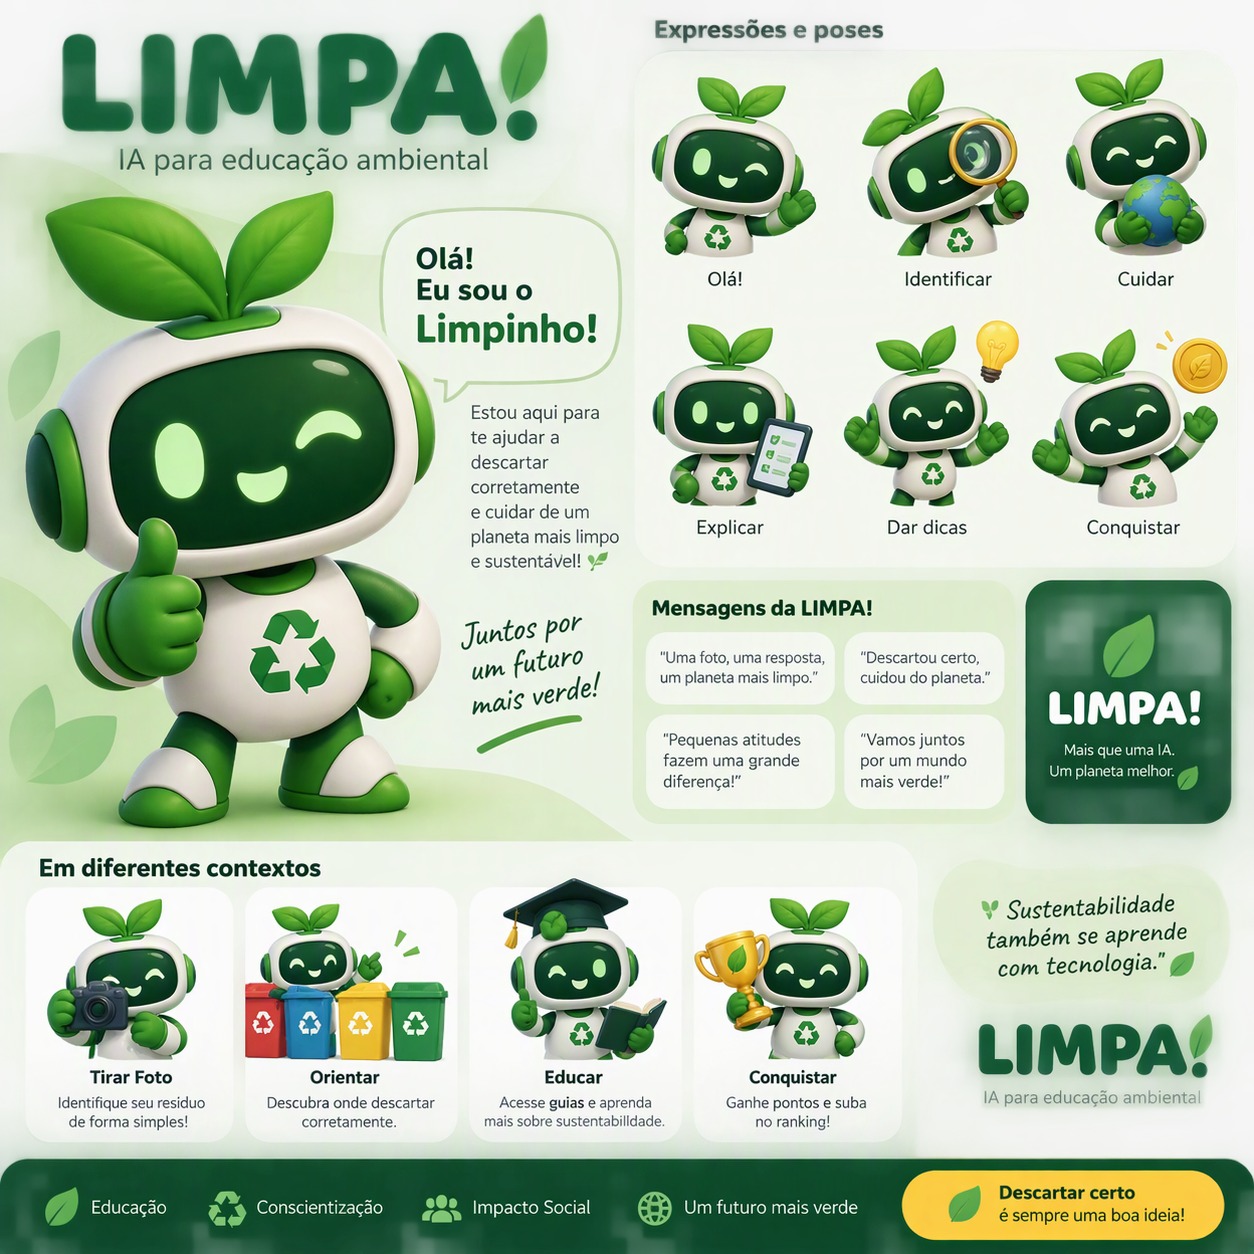 LIMPA!
IA para educação ambiental
Olá!
Eu sou o
Limpinho!
Estou aqui para
te ajudar a
descartar
corretamente
e cuidar de um
planeta mais limpo
e sustentável!
Juntos por
um futuro
mais verde!
Expressões e poses
Olá!
Identificar
Cuidar
Explicar
Dar dicas
Conquistar
Mensagens da LIMPA!
"Uma foto, uma resposta,
um planeta mais limpo."
"Descartou certo,
cuidou do planeta."
"Pequenas atitudes
fazem uma grande
diferença!"
"Vamos juntos
por um mundo
mais verde!"
LIMPA!
Mais que uma IA.
Um planeta melhor.
Em diferentes contextos
Tirar Foto
Identifique seu resíduo
de forma simples!
Orientar
Descubra onde descartar
corretamente.
Educar
Acesse guias e aprenda
mais sobre sustentabilldade.
Conquistar
Ganhe pontos e suba
no ranking!
Sustentabilidade
também se aprende
com tecnologia."
LIMPA!
IA para educação ambiental
Educação
Conscientização
Impacto Social
Um futuro mais verde
Descartar certo
é sempre uma boa ideia!